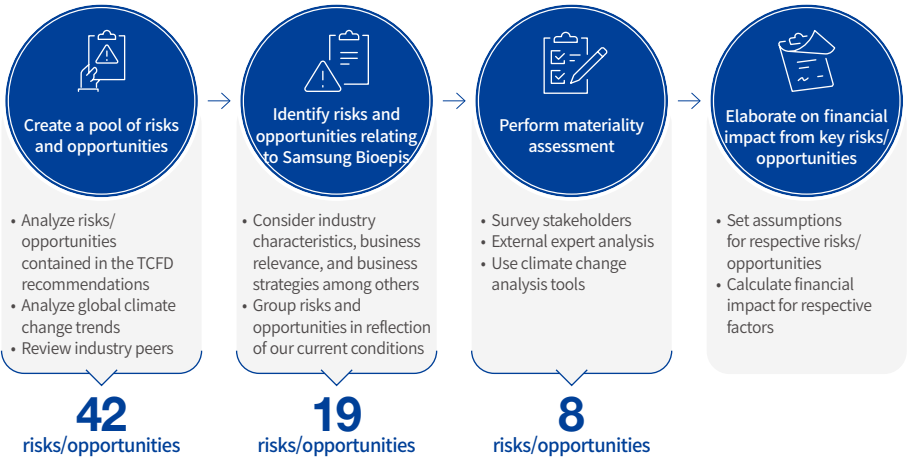 Create a pool of risks
and opportunities
• Analyze risks/
opportunities
contained in the TCFD
recommendations
• Analyze global climate
change trends
• Review industry peers
42
risks/opportunities
Identify risks and
opportunities relating
to Samsung Bioepis
• Consider industry
characteristics, business
relevance, and business
strategies among others
• Group risks and
opportunities in reflection
of our current conditions
19
risks/opportunities
Perform materiality
assessment
• Survey stakeholders
• External expert analysis
• Use climate change
analysis tools
8
risks/opportunities
Elaborate on financial
impact from key risks/
opportunities
• Set assumptions
for respective risks/
opportunities
• Calculate financial
impact for respective
factors